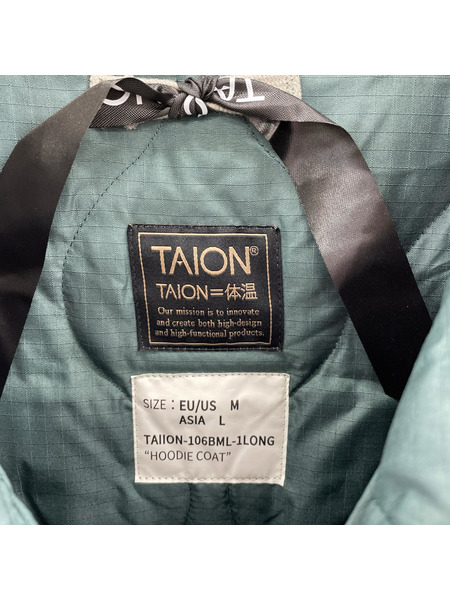 TAION®
TAION=体温
Our mission is to innovate
and create both high-design
and high-functional products.
SIZE : EU/US M
ASIA L
TAIION-106BML-1LONG
"HOODIE COAT"